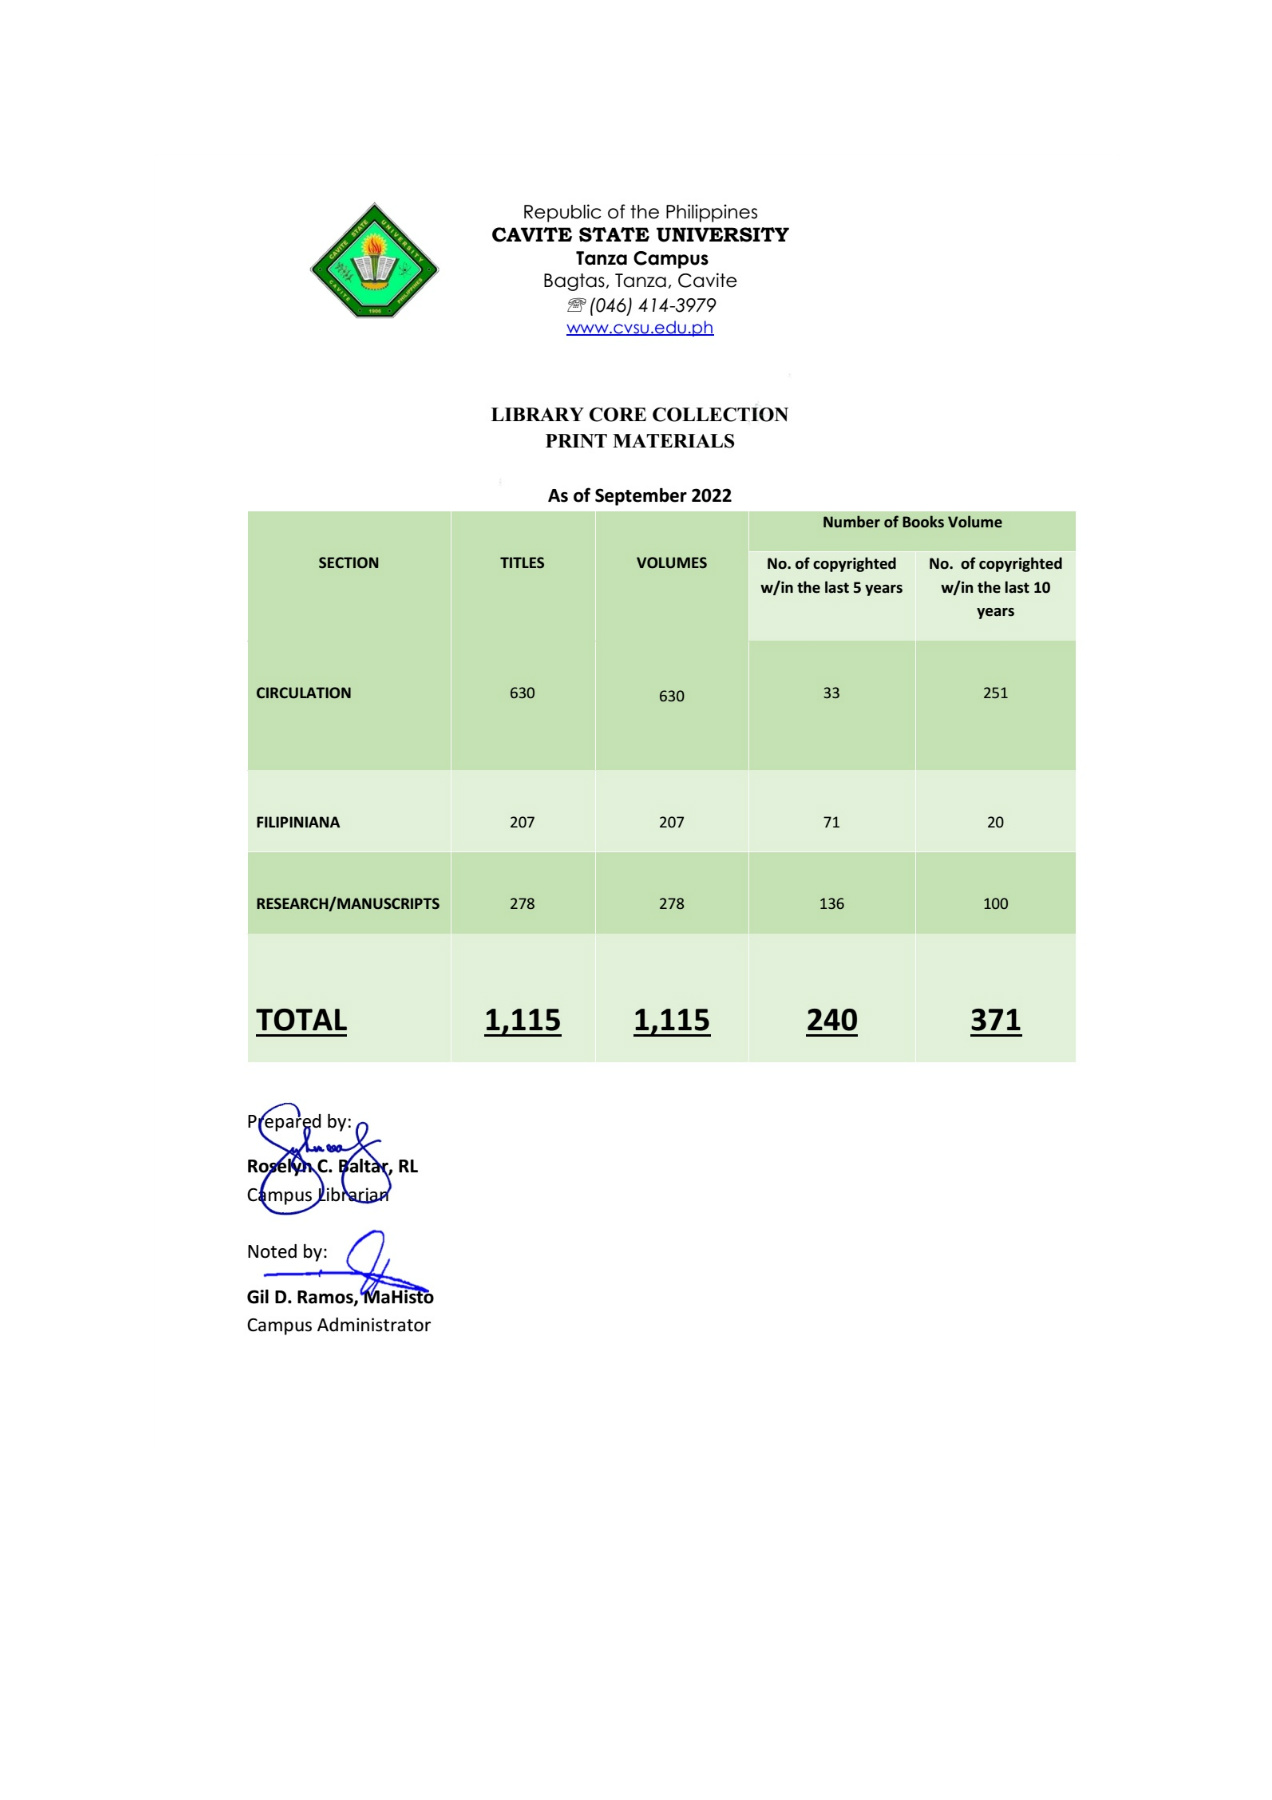 Republic of the Philippines
CAVITE STATE UNIVERSITY
Tanza Campus
Bagtas, Tanza, Cavite
☏ (046) 414-3979
www.cvsu.edu.ph
CAVITE STATE UNIVERSITY
CAVITE PHILIPPINES
1906
LIBRARY CORE COLLECTION
PRINT MATERIALS
As of September 2022
SECTION TITLES VOLUMES Number of Books Volume
No. of copyrighted w/in the last 5 years No. of copyrighted w/in the last 10 years
CIRCULATION 630 630 33 251
FILIPINIANA 207 207 71 20
RESEARCH/MANUSCRIPTS 278 278 136 100
TOTAL 1,115 1,115 240 371
Prepared by:
Roselyn C. Baltar, RL
Campus Librarian
Noted by:
Gil D. Ramos, MaHisto
Campus Administrator